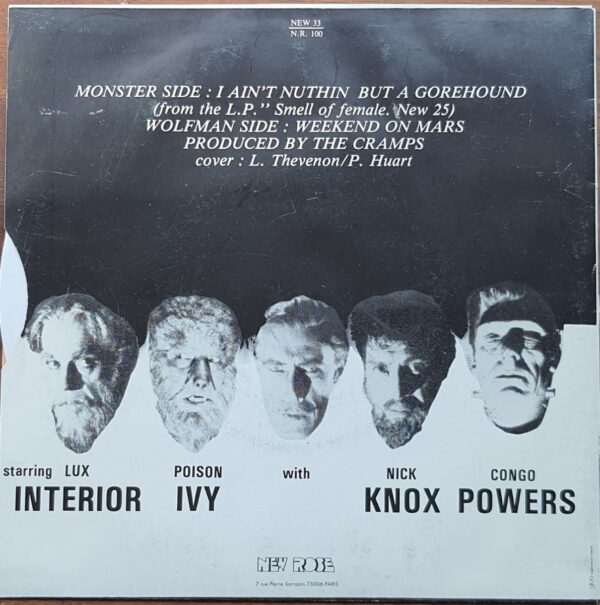 NEW 33
N.R. 100
MONSTER SIDE : I AIN'T NUTHIN BUT A GOREHOUND
(from the L.P." Smell of female. New 25)
WOLFMAN SIDE : WEEKEND ON MARS
PRODUCED BY THE CRAMPS
cover : L. Thevenon/P. Huart
starring LUX POISON with NICK CONGO
INTERIOR IVY KNOX POWERS
NEW ROSE
7 rue Pierre Sarrazin 75006 PARIS